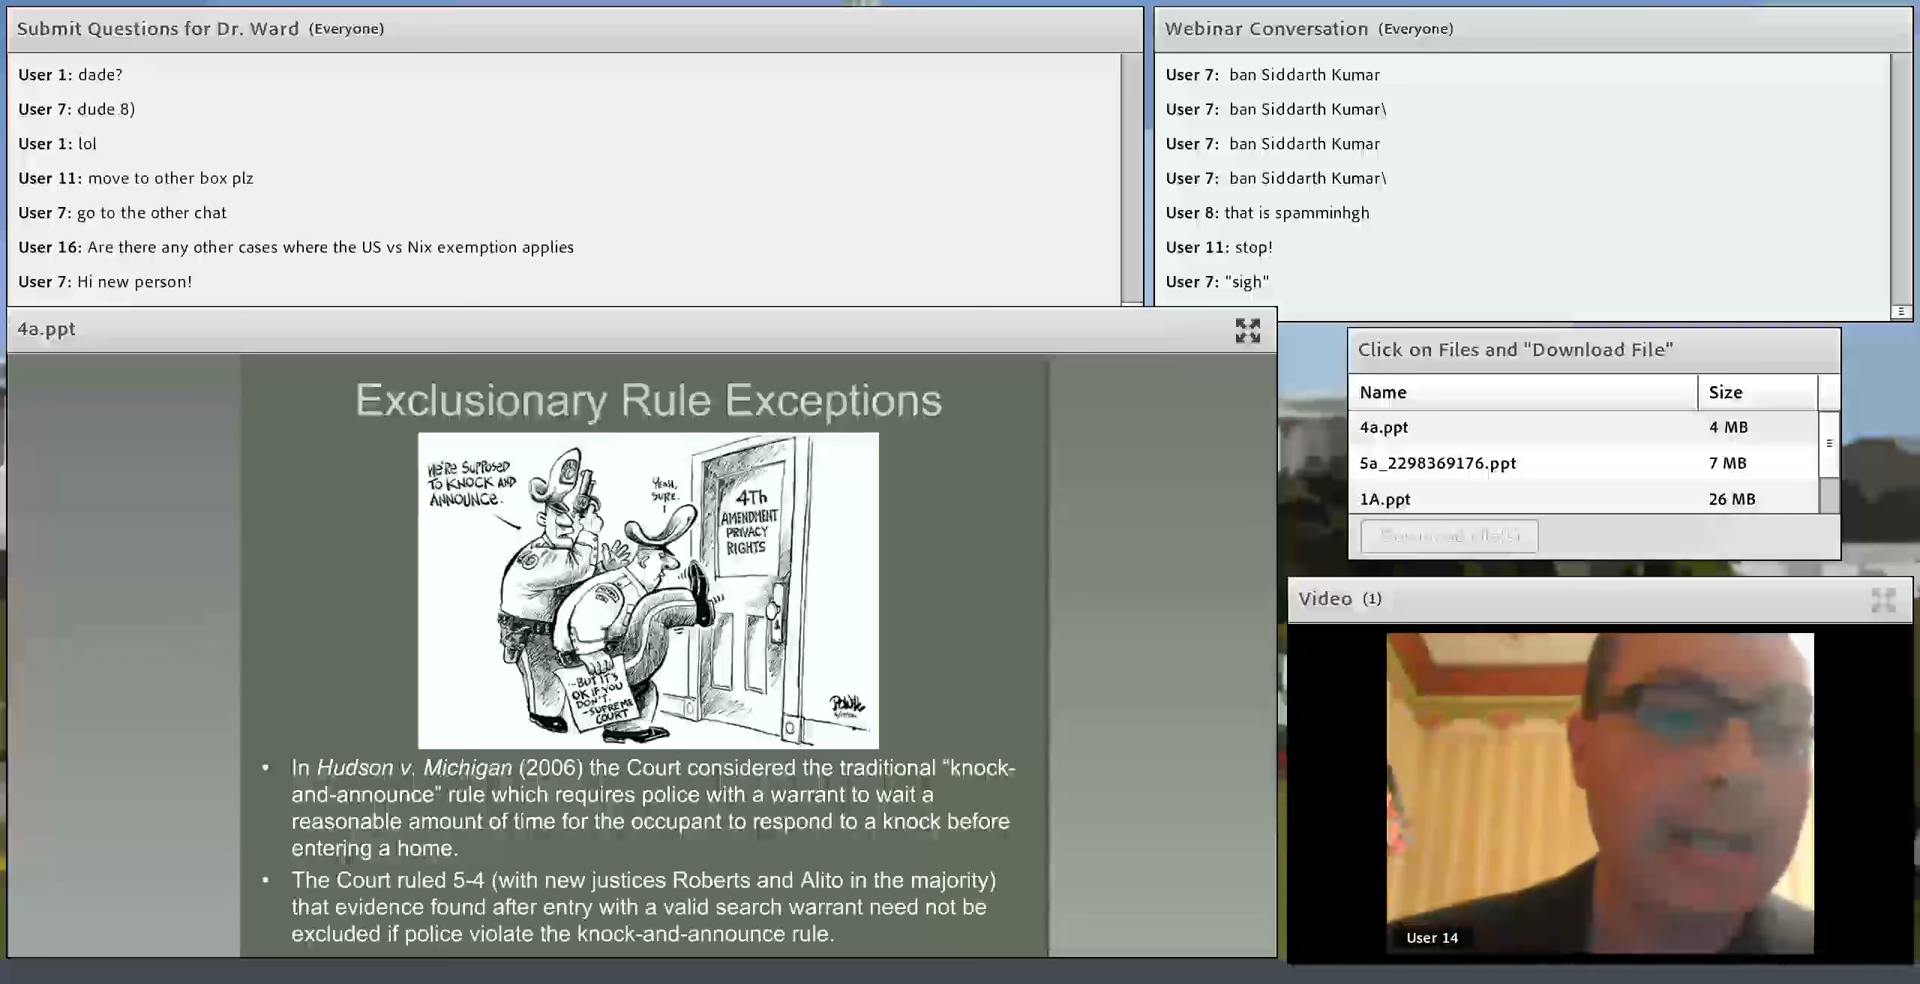 Submit Questions for Dr. Ward (Everyone)
User 1: dade?
User 7: dude 8)
User 1: lol
User 11: move to other box plz
User 7: go to the other chat
User 16: Are there any other cases where the US vs Nix exemption applies
User 7: Hi new person!
Webinar Conversation (Everyone)
User 7: ban Siddarth Kumar
User 7: ban Siddarth Kumar\
User 7: ban Siddarth Kumar
User 7: ban Siddarth Kumar\
User 8: that is spamminhgh
User 11: stop!
User 7: "sigh"
4a.ppt
Exclusionary Rule Exceptions
WE'RE SUPPOSED
TO KNOCK AND
ANNOUNCE.
YEAH,
SURE.
4TH
AMENDMENT
PRIVACY
RIGHTS
...BUT IT'S
OK IF YOU
DON'T.
-SUPREME
COURT
• In Hudson v. Michigan (2006) the Court considered the traditional “knock-
and-announce” rule which requires police with a warrant to wait a
reasonable amount of time for the occupant to respond to a knock before
entering a home.
• The Court ruled 5-4 (with new justices Roberts and Alito in the majority)
that evidence found after entry with a valid search warrant need not be
excluded if police violate the knock-and-announce rule.
Click on Files and "Download File"
Name Size
4a.ppt 4 MB
5a_2298369176.ppt 7 MB
1A.ppt 26 MB
Download File(s)
Video (1)
User 14